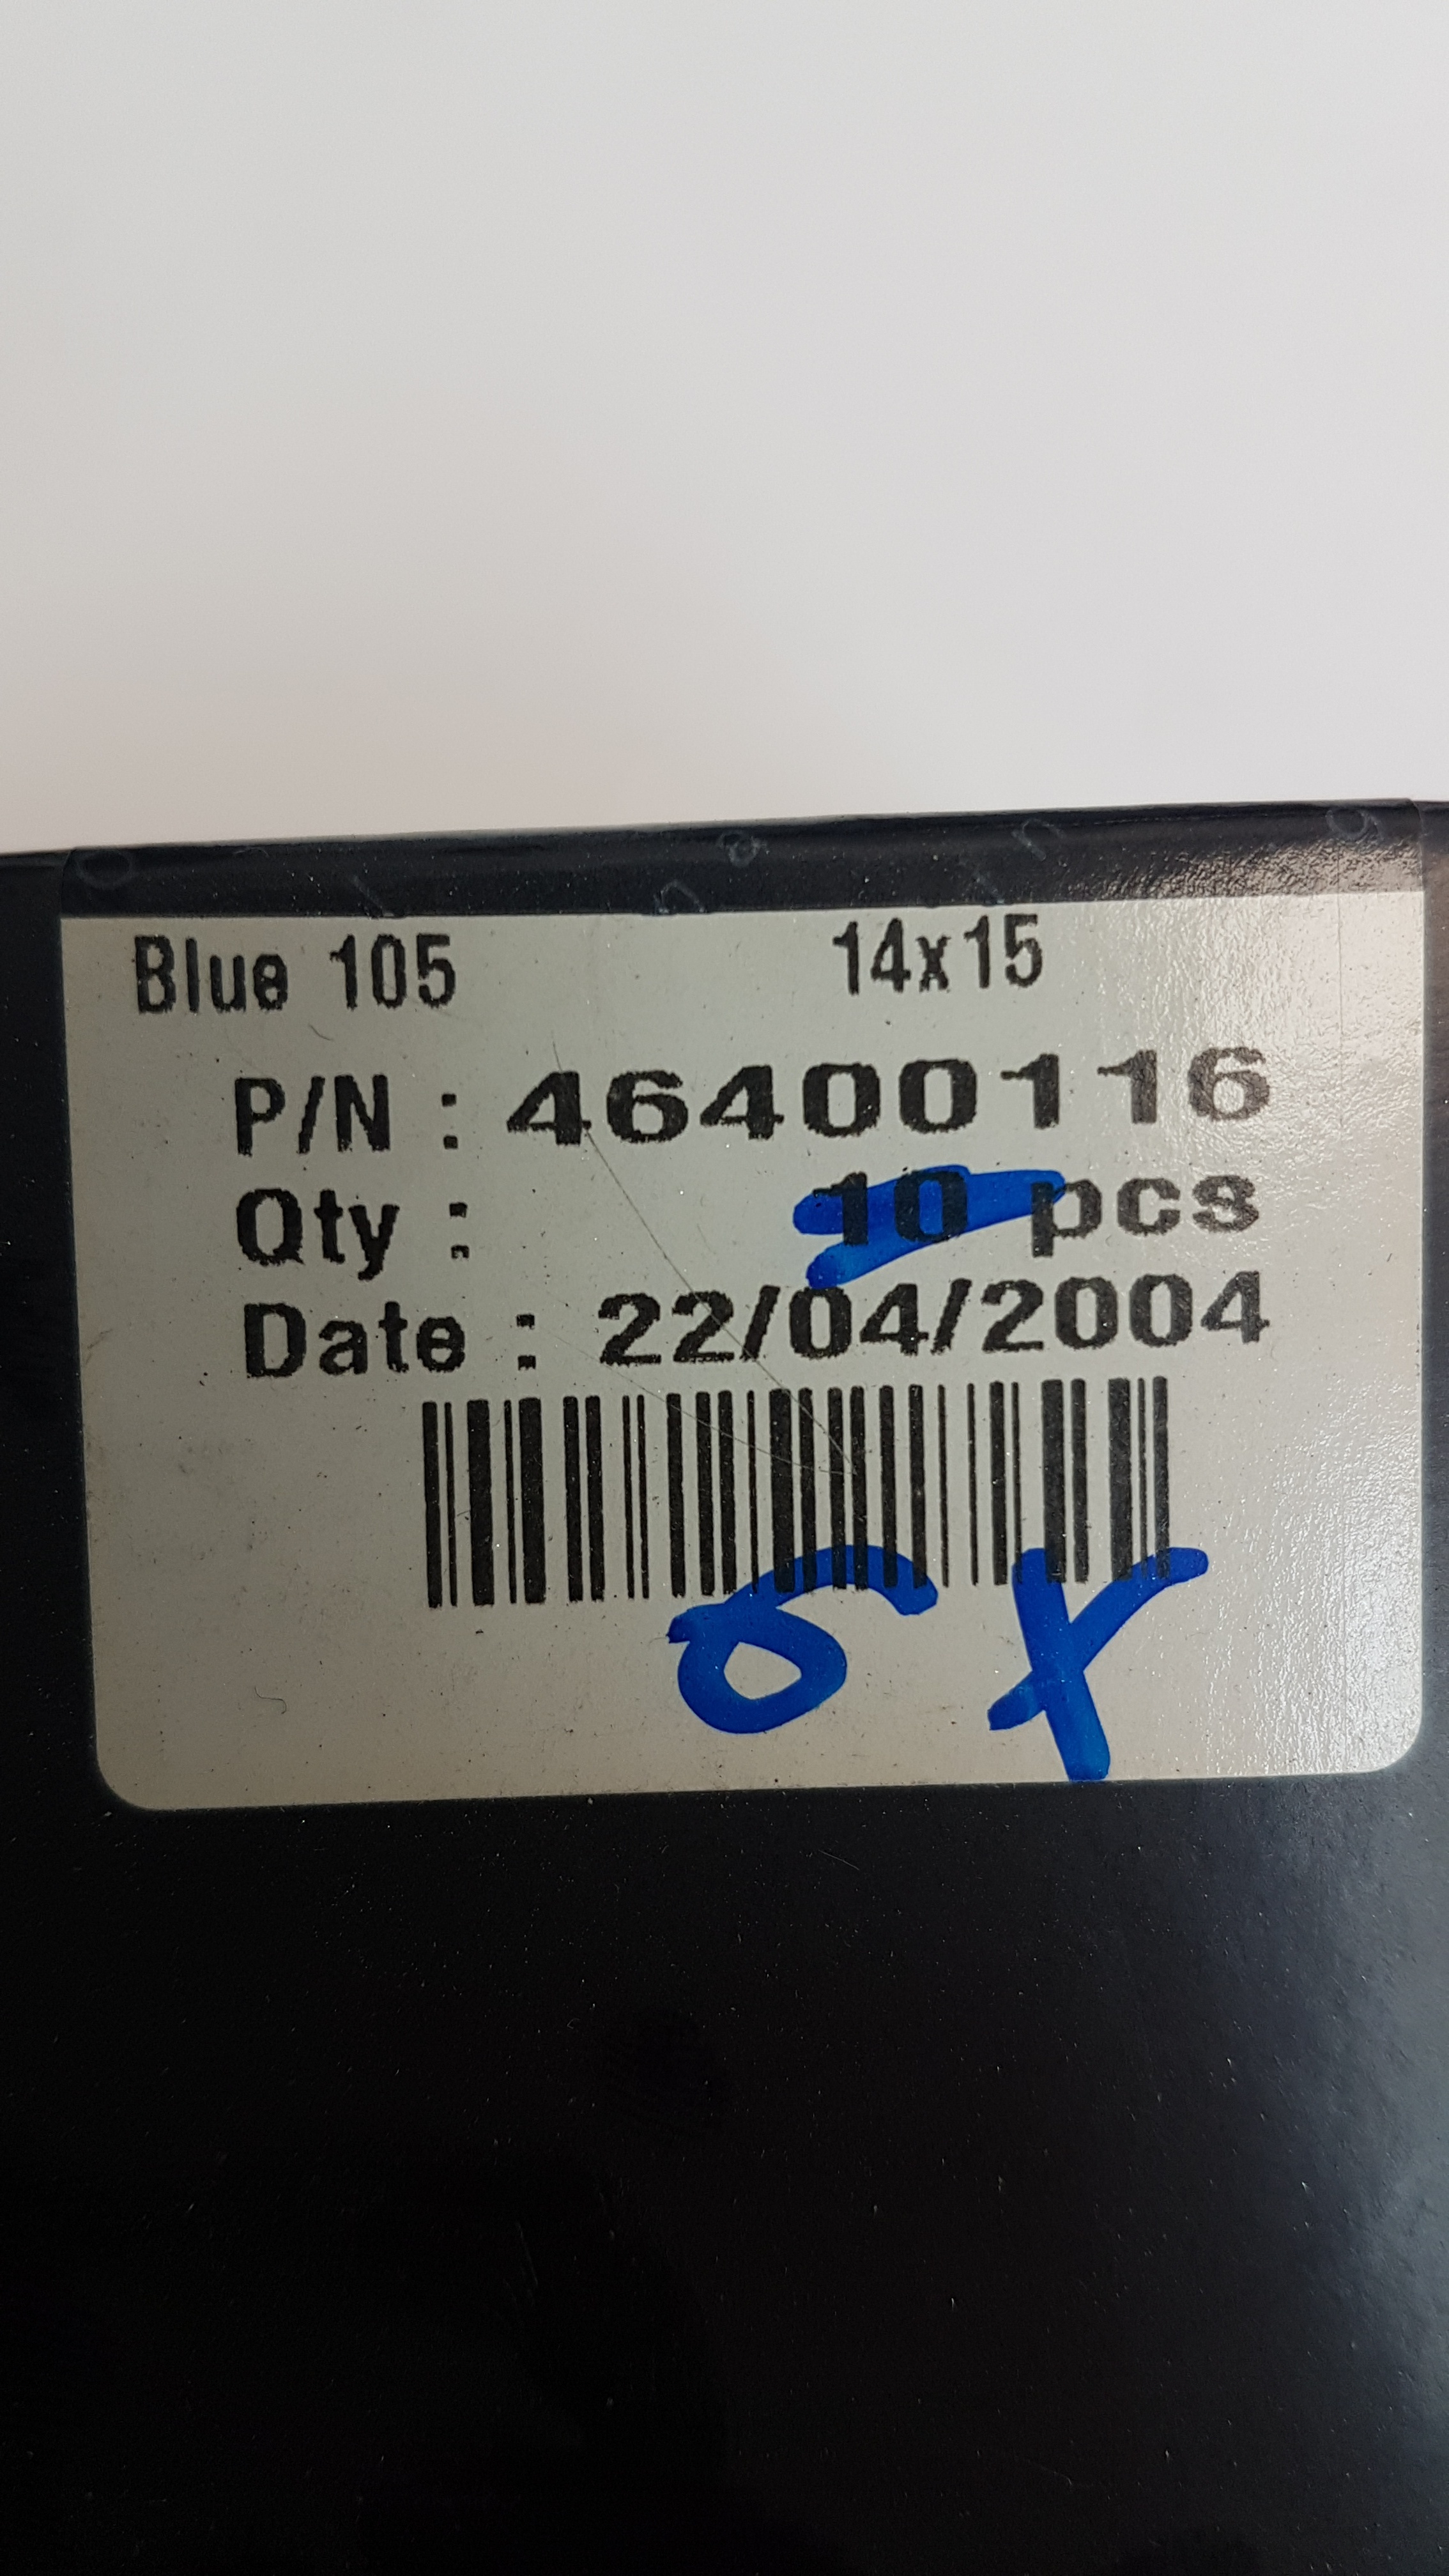 Blue 105 14x15
P/N : 46400116
Qty : 10 pcs
Date : 22/04/2004